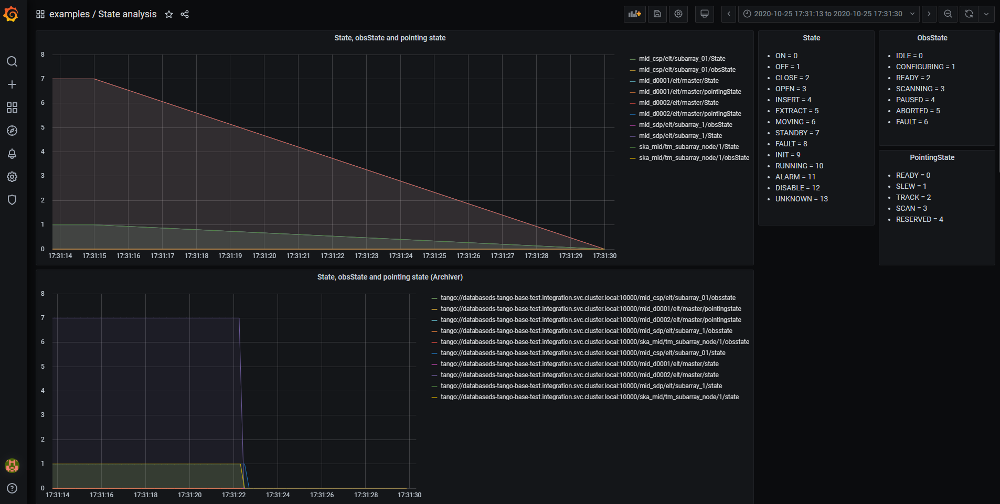 examples / State analysis
2020-10-25 17:31:13 to 2020-10-25 17:31:30
State, obsState and pointing state
8
7
6
5
4
3
2
1
0
17:31:14 17:31:15 17:31:16 17:31:17 17:31:18 17:31:19 17:31:20 17:31:21 17:31:22 17:31:23 17:31:24 17:31:25 17:31:26 17:31:27 17:31:28 17:31:29 17:31:30
mid_csp/elt/subarray_01/State
mid_csp/elt/subarray_01/obsState
mid_d0001/elt/master/State
mid_d0001/elt/master/pointingState
mid_d0002/elt/master/State
mid_d0002/elt/master/pointingState
mid_sdp/elt/subarray_1/obsState
mid_sdp/elt/subarray_1/State
ska_mid/tm_subarray_node/1/State
ska_mid/tm_subarray_node/1/obsState
State
• ON = 0
• OFF = 1
• CLOSE = 2
• OPEN = 3
• INSERT = 4
• EXTRACT = 5
• MOVING = 6
• STANDBY = 7
• FAULT = 8
• INIT = 9
• RUNNING = 10
• ALARM = 11
• DISABLE = 12
• UNKNOWN = 13
ObsState
• IDLE = 0
• CONFIGURING = 1
• READY = 2
• SCANNING = 3
• PAUSED = 4
• ABORTED = 5
• FAULT = 6
PointingState
• READY = 0
• SLEW = 1
• TRACK = 2
• SCAN = 3
• RESERVED = 4
State, obsState and pointing state (Archiver)
8
7
6
5
4
3
2
1
0
17:31:14 17:31:16 17:31:18 17:31:20 17:31:22 17:31:24 17:31:26 17:31:28 17:31:30
tango://databaseds-tango-base-test.integration.svc.cluster.local:10000/mid_csp/elt/subarray_01/obsstate
tango://databaseds-tango-base-test.integration.svc.cluster.local:10000/mid_d0001/elt/master/pointingstate
tango://databaseds-tango-base-test.integration.svc.cluster.local:10000/mid_d0002/elt/master/pointingstate
tango://databaseds-tango-base-test.integration.svc.cluster.local:10000/mid_sdp/elt/subarray_1/obsstate
tango://databaseds-tango-base-test.integration.svc.cluster.local:10000/ska_mid/tm_subarray_node/1/obsstate
tango://databaseds-tango-base-test.integration.svc.cluster.local:10000/mid_csp/elt/subarray_01/state
tango://databaseds-tango-base-test.integration.svc.cluster.local:10000/mid_d0001/elt/master/state
tango://databaseds-tango-base-test.integration.svc.cluster.local:10000/mid_d0002/elt/master/state
tango://databaseds-tango-base-test.integration.svc.cluster.local:10000/mid_sdp/elt/subarray_1/state
tango://databaseds-tango-base-test.integration.svc.cluster.local:10000/ska_mid/tm_subarray_node/1/state